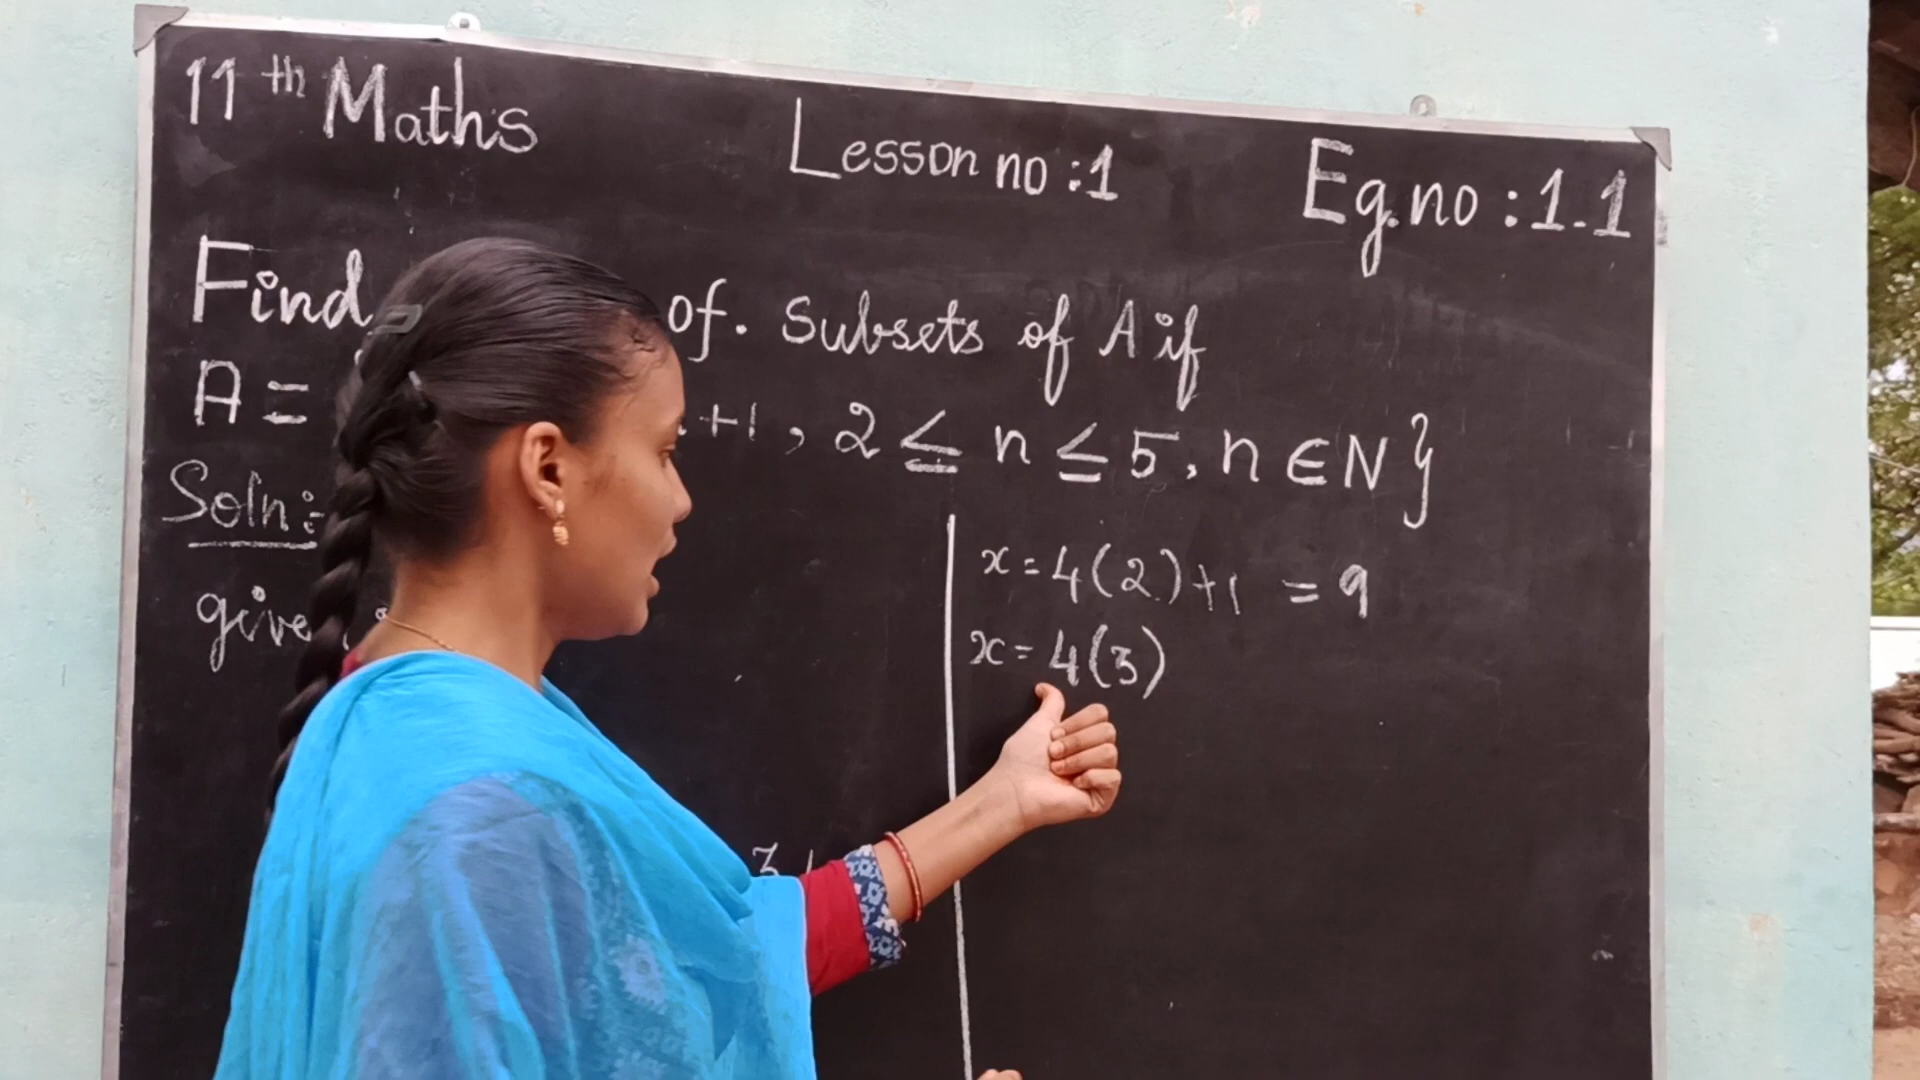 11th Maths Lesson no :1 Eg.no :1.1
Find of. Subsets of A if
A = +1, 2 ≤ n ≤ 5, n ∈ N }
Soln:-
give
x = 4(2)+1 = 9
x = 4(3)
3